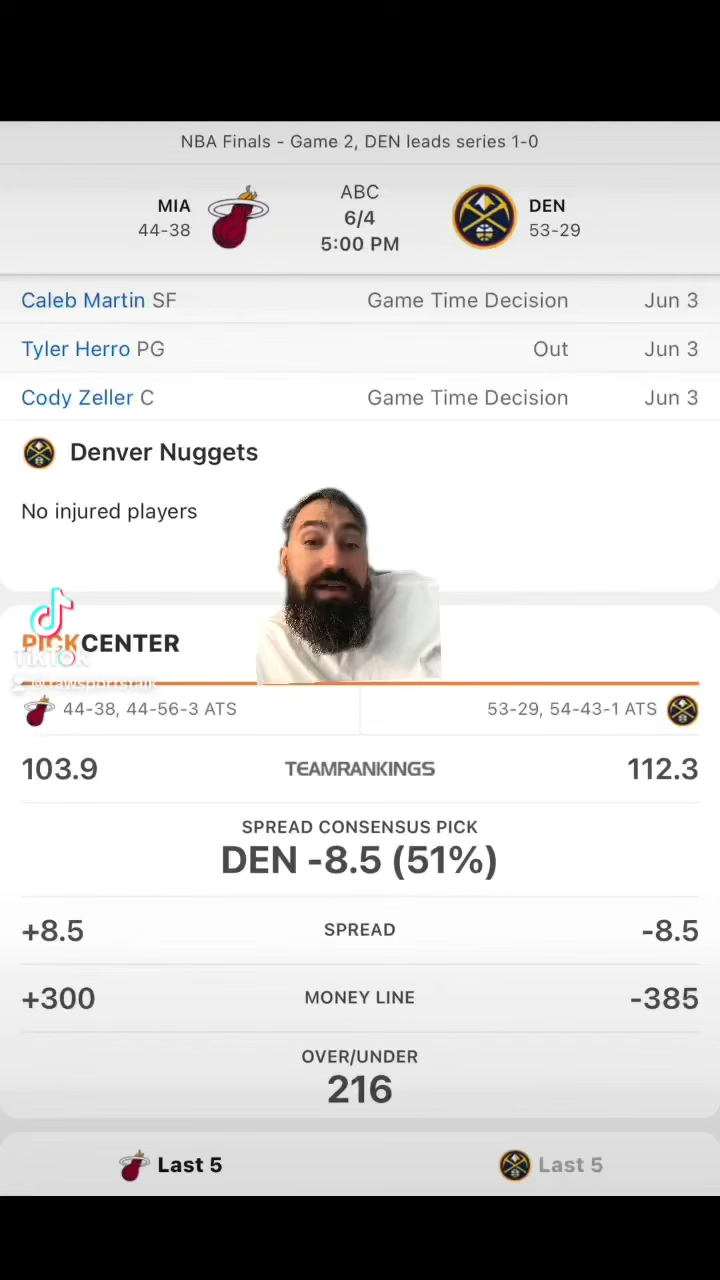 NBA Finals - Game 2, DEN leads series 1-0
MIA
44-38
ABC
6/4
5:00 PM
DEN
53-29
Caleb Martin SF Game Time Decision Jun 3
Tyler Herro PG Out Jun 3
Cody Zeller C Game Time Decision Jun 3
Denver Nuggets
No injured players
PICKCENTER
TikTok
@rawsportstalk
44-38, 44-56-3 ATS 53-29, 54-43-1 ATS
103.9 TEAMRANKINGS 112.3
SPREAD CONSENSUS PICK
DEN -8.5 (51%)
+8.5 SPREAD -8.5
+300 MONEY LINE -385
OVER/UNDER
216
Last 5 Last 5